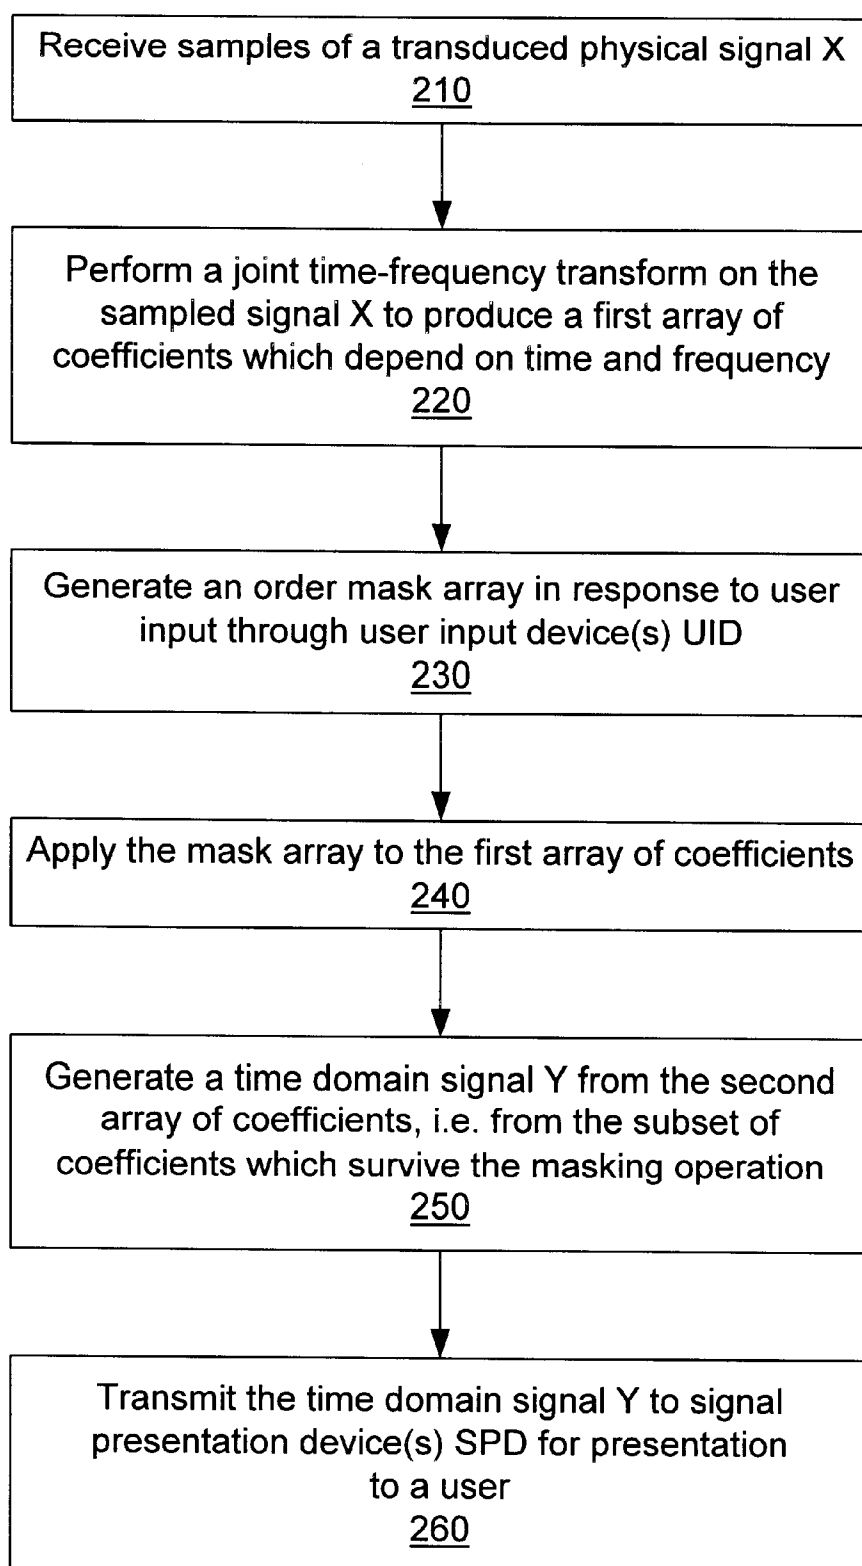 Receive samples of a transduced physical signal X
210
Perform a joint time-frequency transform on the
sampled signal X to produce a first array of
coefficients which depend on time and frequency
220
Generate an order mask array in response to user
input through user input device(s) UID
230
Apply the mask array to the first array of coefficients
240
Generate a time domain signal Y from the second
array of coefficients, i.e. from the subset of
coefficients which survive the masking operation
250
Transmit the time domain signal Y to signal
presentation device(s) SPD for presentation
to a user
260